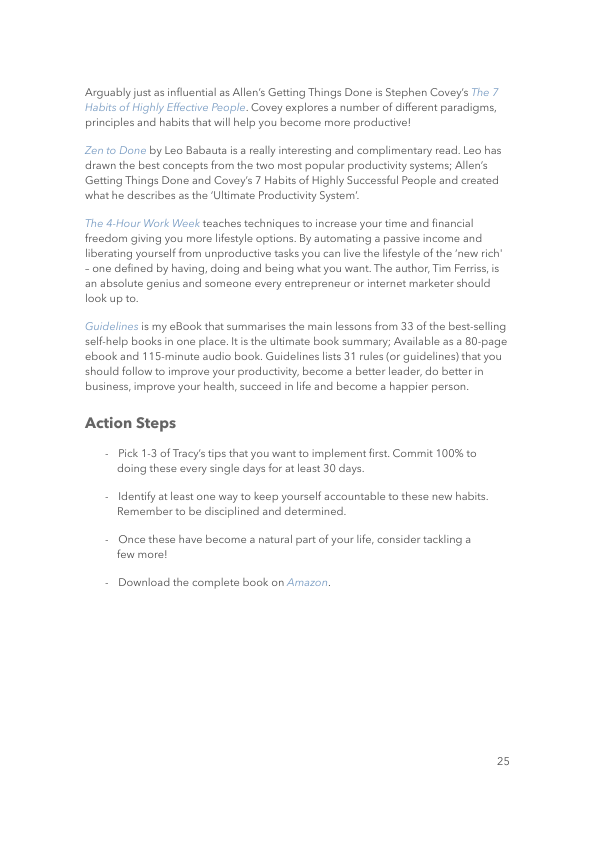 Arguably just as influential as Allen’s Getting Things Done is Stephen Covey’s The 7
Habits of Highly Effective People. Covey explores a number of different paradigms,
principles and habits that will help you become more productive!
Zen to Done by Leo Babauta is a really interesting and complimentary read. Leo has
drawn the best concepts from the two most popular productivity systems; Allen’s
Getting Things Done and Covey’s 7 Habits of Highly Successful People and created
what he describes as the ‘Ultimate Productivity System’.
The 4-Hour Work Week teaches techniques to increase your time and financial
freedom giving you more lifestyle options. By automating a passive income and
liberating yourself from unproductive tasks you can live the lifestyle of the ‘new rich’
– one defined by having, doing and being what you want. The author, Tim Ferriss, is
an absolute genius and someone every entrepreneur or internet marketer should
look up to.
Guidelines is my eBook that summarises the main lessons from 33 of the best-selling
self-help books in one place. It is the ultimate book summary; Available as a 80-page
ebook and 115-minute audio book. Guidelines lists 31 rules (or guidelines) that you
should follow to improve your productivity, become a better leader, do better in
business, improve your health, succeed in life and become a happier person.
Action Steps
- Pick 1-3 of Tracy’s tips that you want to implement first. Commit 100% to
doing these every single days for at least 30 days.
- Identify at least one way to keep yourself accountable to these new habits.
Remember to be disciplined and determined.
- Once these have become a natural part of your life, consider tackling a
few more!
- Download the complete book on Amazon.
25